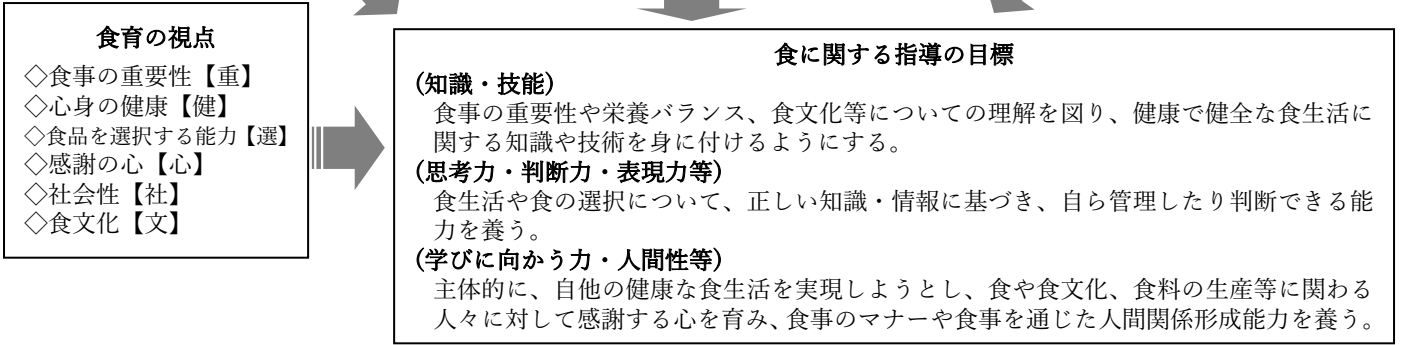 食育の視点
◇食事の重要性【重】
◇心身の健康【健】
◇食品を選択する能力【選】
◇感謝の心【心】
◇社会性【社】
◇食文化【文】
食に関する指導の目標
(知識・技能)
食事の重要性や栄養バランス、食文化等についての理解を図り、健康で健全な食生活に
関する知識や技術を身に付けるようにする。
(思考力・判断力・表現力等)
食生活や食の選択について、正しい知識・情報に基づき、自ら管理したり判断できる能
力を養う。
(学びに向かう力・人間性等)
主体的に、自他の健康な食生活を実現しようとし、食や食文化、食料の生産等に関わる
人々に対して感謝する心を育み、食事のマナーや食事を通じた人間関係形成能力を養う。